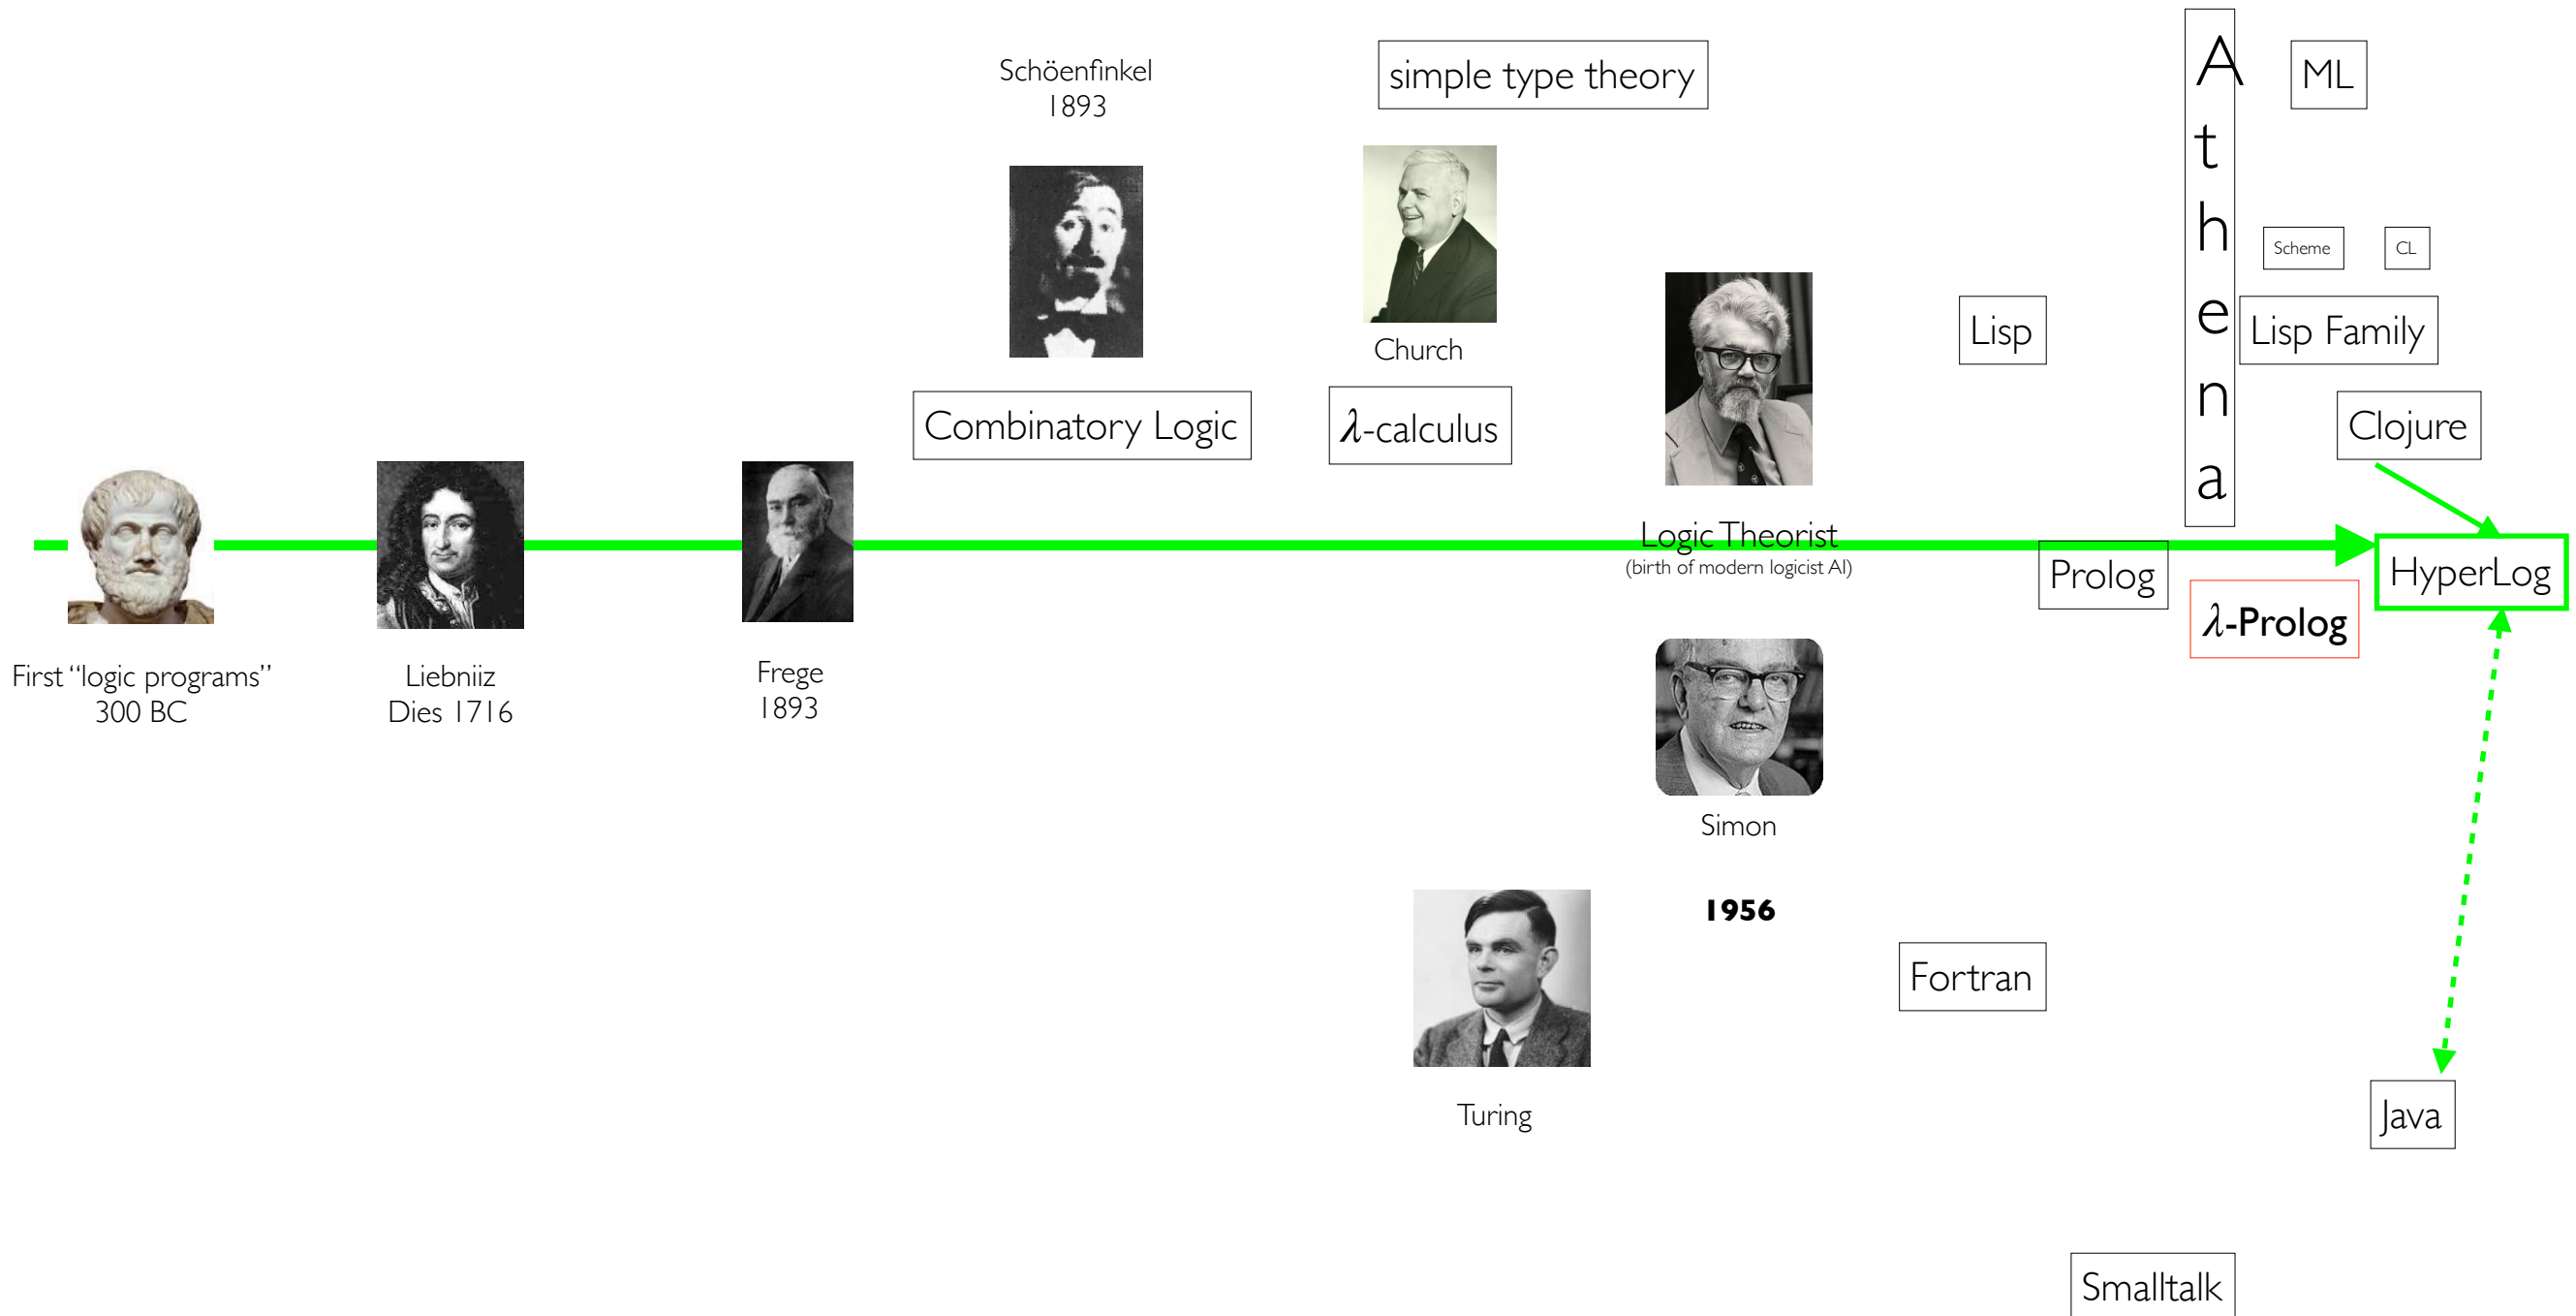 Schöenfinkel
1893
simple type theory
Athena
ML
Scheme
CL
Lisp
Lisp Family
Church
Combinatory Logic
λ-calculus
Clojure
Logic Theorist
(birth of modern logicist AI)
Prolog
HyperLog
λ-Prolog
First “logic programs”
300 BC
Liebniiz
Dies 1716
Frege
1893
Simon
1956
Fortran
Turing
Java
Smalltalk